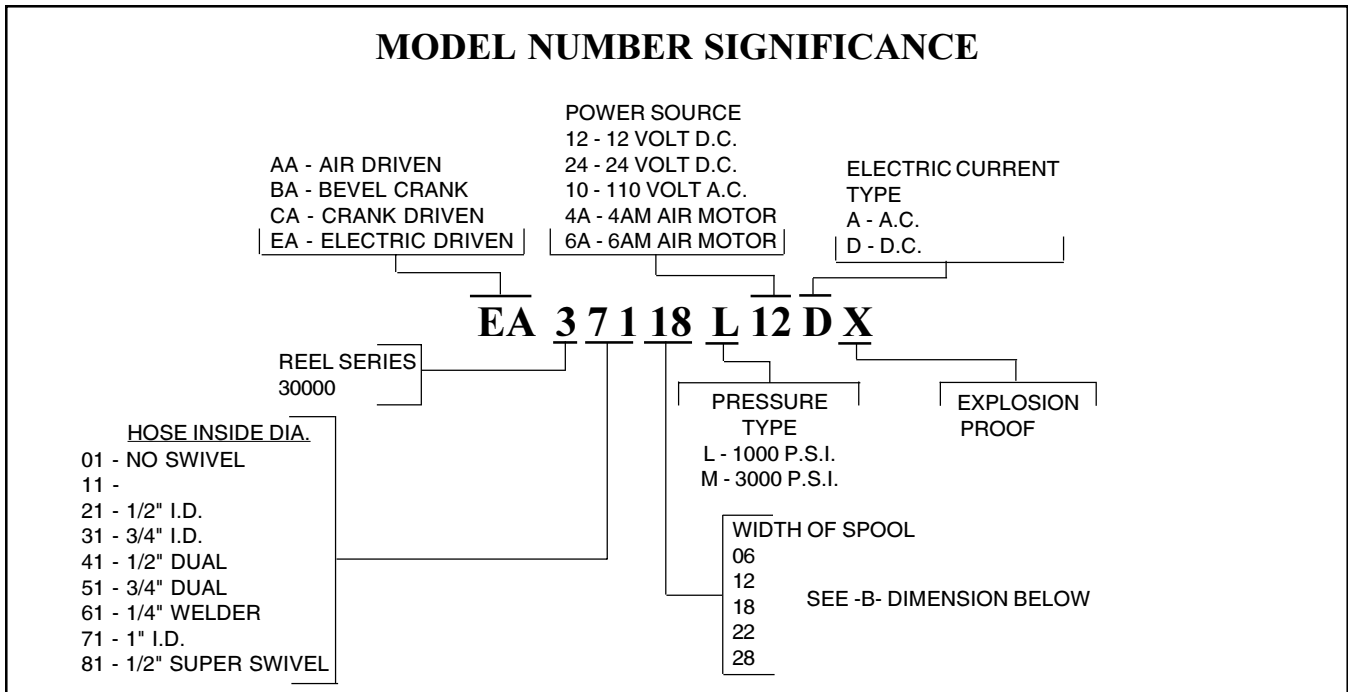 MODEL NUMBER SIGNIFICANCE
AA - AIR DRIVEN
BA - BEVEL CRANK
CA - CRANK DRIVEN
EA - ELECTRIC DRIVEN
POWER SOURCE
12 - 12 VOLT D.C.
24 - 24 VOLT D.C.
10 - 110 VOLT A.C.
4A - 4AM AIR MOTOR
6A - 6AM AIR MOTOR
ELECTRIC CURRENT
TYPE
A - A.C.
D - D.C.
EA 3 7 1 18 L 12 D X
REEL SERIES
30000
HOSE INSIDE DIA.
01 - NO SWIVEL
11 -
21 - 1/2" I.D.
31 - 3/4" I.D.
41 - 1/2" DUAL
51 - 3/4" DUAL
61 - 1/4" WELDER
71 - 1" I.D.
81 - 1/2" SUPER SWIVEL
PRESSURE
TYPE
L - 1000 P.S.I.
M - 3000 P.S.I.
EXPLOSION
PROOF
WIDTH OF SPOOL
06
12
18
22
28
SEE -B- DIMENSION BELOW